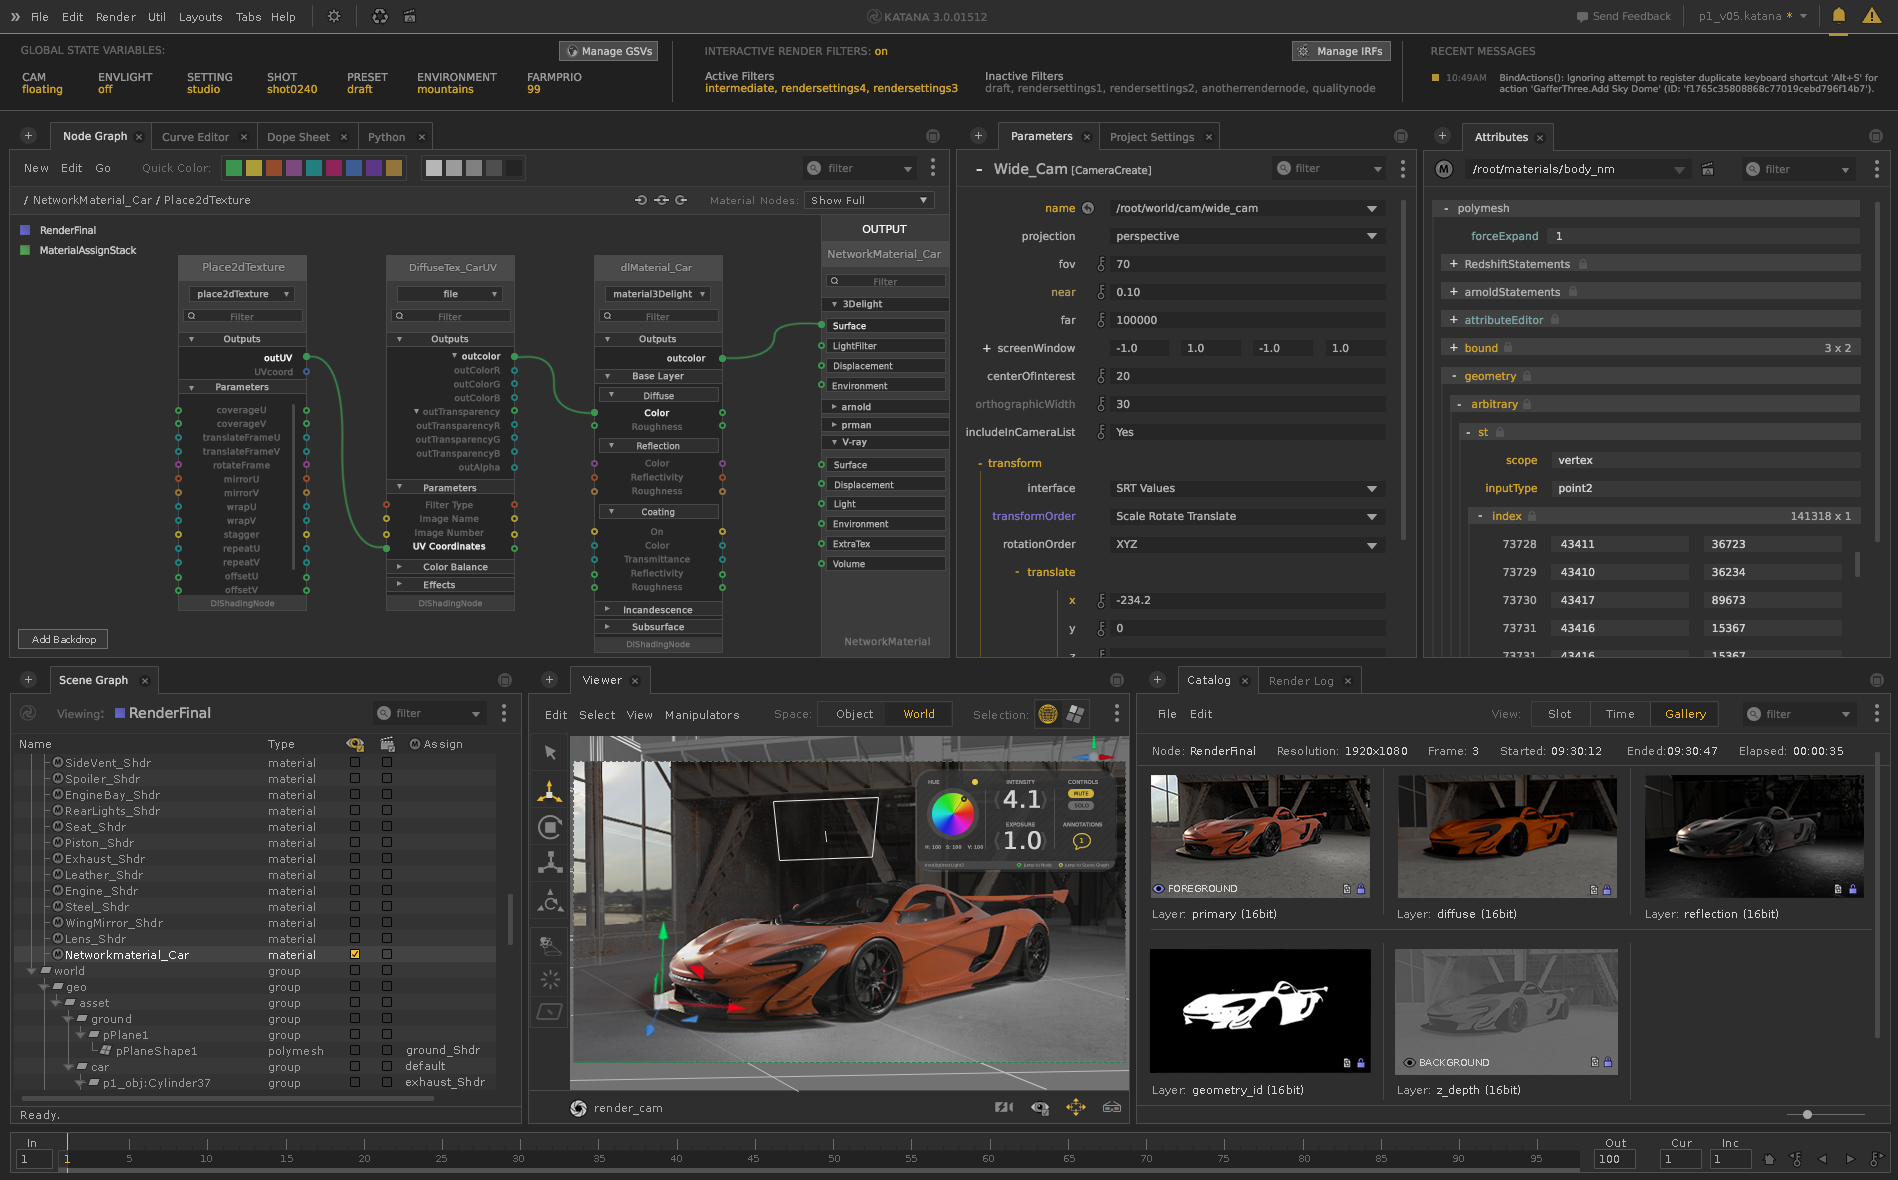 File Edit Render Util Layouts Tabs Help
KATANA 3.0.01512
Send Feedback
p1_v05.katana *
GLOBAL STATE VARIABLES:
Manage GSVs
CAM ENVLIGHT SETTING SHOT PRESET ENVIRONMENT FARMPRIO
floating off studio shot0240 draft mountains 99
INTERACTIVE RENDER FILTERS: on
Manage IRFs
Active Filters
intermediate, rendersettings4, rendersettings3
Inactive Filters
draft, rendersettings1, rendersettings2, anotherrendernode, qualitynode
RECENT MESSAGES
10:49AM BindActions(): Ignoring attempt to register duplicate keyboard shortcut 'Alt+S' for
action 'GafferThree.Add Sky Dome' (ID: 'f1765c35808868c77019cebd796f14b7').
Node Graph Curve Editor Dope Sheet Python
New Edit Go Quick Color: filter
/ NetworkMaterial_Car / Place2dTexture
Material Nodes: Show Full
RenderFinal
MaterialAssignStack
Place2dTexture
place2dTexture
Filter
Outputs
outUV
UVcoord
Parameters
coverageU
coverageV
translateFrameU
translateFrameV
rotateFrame
mirrorU
mirrorV
wrapU
wrapV
stagger
repeatU
repeatV
offsetU
offsetV
DlShadingNode
DiffuseTex_CarUV
file
Filter
Outputs
outcolor
outColorR
outColorG
outColorB
outTransparency
outTransparencyR
outTransparencyG
outTransparencyB
outAlpha
Parameters
Filter Type
Image Name
Image Number
UV Coordinates
Color Balance
Effects
DlShadingNode
dlMaterial_Car
material3Delight
Filter
Outputs
outcolor
Base Layer
Diffuse
Color
Roughness
Reflection
Color
Reflectivity
Roughness
Coating
On
Color
Transmittance
Reflectivity
Roughness
Incandescence
Subsurface
DlShadingNode
OUTPUT
NetworkMaterial_Car
Filter
3Delight
Surface
LightFilter
Displacement
Environment
arnold
prman
V-ray
Surface
Displacement
Light
Environment
ExtraTex
Volume
NetworkMaterial
Add Backdrop
Parameters Project Settings
- Wide_Cam [CameraCreate] filter
name /root/world/cam/wide_cam
projection perspective
fov 70
near 0.10
far 100000
+ screenWindow -1.0 1.0 -1.0 1.0
centerOfInterest 20
orthographicWidth 30
includeInCameraList Yes
- transform
interface SRT Values
transformOrder Scale Rotate Translate
rotationOrder XYZ
- translate
x -234.2
y 0
z
Attributes
/root/materials/body_nm filter
- polymesh
forceExpand 1
+ RedshiftStatements
+ arnoldStatements
+ attributeEditor
+ bound 3 x 2
- geometry
- arbitrary
- st
scope vertex
inputType point2
- index 141318 x 1
73728 43411 36723
73729 43410 36234
73730 43417 89673
73731 43416 15367
73731 43416 15367
Scene Graph
Viewing: RenderFinal filter
Name Type Assign
SideVent_Shdr material
Spoiler_Shdr material
EngineBay_Shdr material
RearLights_Shdr material
Seat_Shdr material
Piston_Shdr material
Exhaust_Shdr material
Leather_Shdr material
Engine_Shdr material
Steel_Shdr material
WingMirror_Shdr material
Lens_Shdr material
Networkmaterial_Car material
world group
geo group
asset group
ground group
pPlane1 group
pPlaneShape1 polymesh ground_Shdr
car group default
p1_obj:Cylinder37 group exhaust_Shdr
Ready.
Viewer
Edit Select View Manipulators Space: Object World Selection:
HUE INTENSITY CONTROLS
4.1 MUTE
SOLO
EXPOSURE ANNOTATIONS
1.0 1
H: 100 S: 100 V: 100
Jump to Node Jump to Scene Graph
render_cam
Catalog Render Log
File Edit View: Slot Time Gallery filter
Node: RenderFinal Resolution: 1920x1080 Frame: 3 Started: 09:30:12 Ended:09:30:47 Elapsed: 00:00:35
FOREGROUND
Layer: primary (16bit)
Layer: diffuse (16bit)
Layer: reflection (16bit)
Layer: geometry_id (16bit)
BACKGROUND
Layer: z_depth (16bit)
In Out Cur Inc
1 1 5 10 15 20 25 30 35 40 45 50 55 60 65 70 75 80 85 90 95 100 1 1